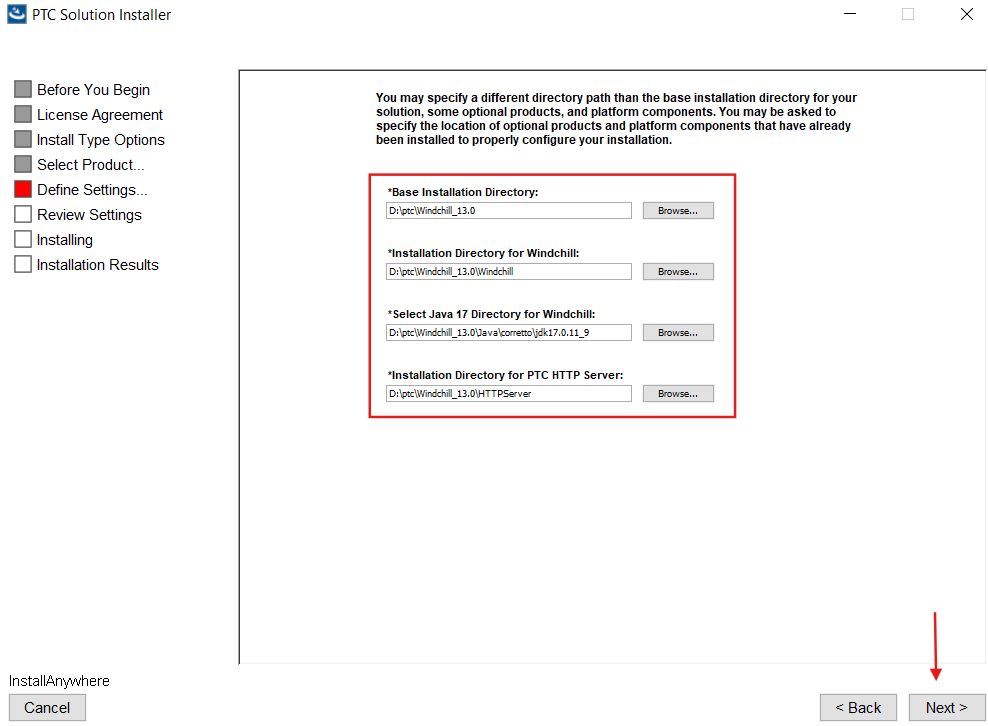 PTC Solution Installer
Before You Begin
License Agreement
Install Type Options
Select Product...
Define Settings...
Review Settings
Installing
Installation Results
You may specify a different directory path than the base installation directory for your
solution, some optional products, and platform components. You may be asked to
specify the location of optional products and platform components that have already
been installed to properly configure your installation.
*Base Installation Directory:
D:\ptc\Windchill_13.0
Browse...
*Installation Directory for Windchill:
D:\ptc\Windchill_13.0\Windchill
Browse...
*Select Java 17 Directory for Windchill:
D:\ptc\Windchill_13.0\Java\corretto\jdk17.0.11_9
Browse...
*Installation Directory for PTC HTTP Server:
D:\ptc\Windchill_13.0\HTTPServer
Browse...
InstallAnywhere
Cancel
< Back
Next >